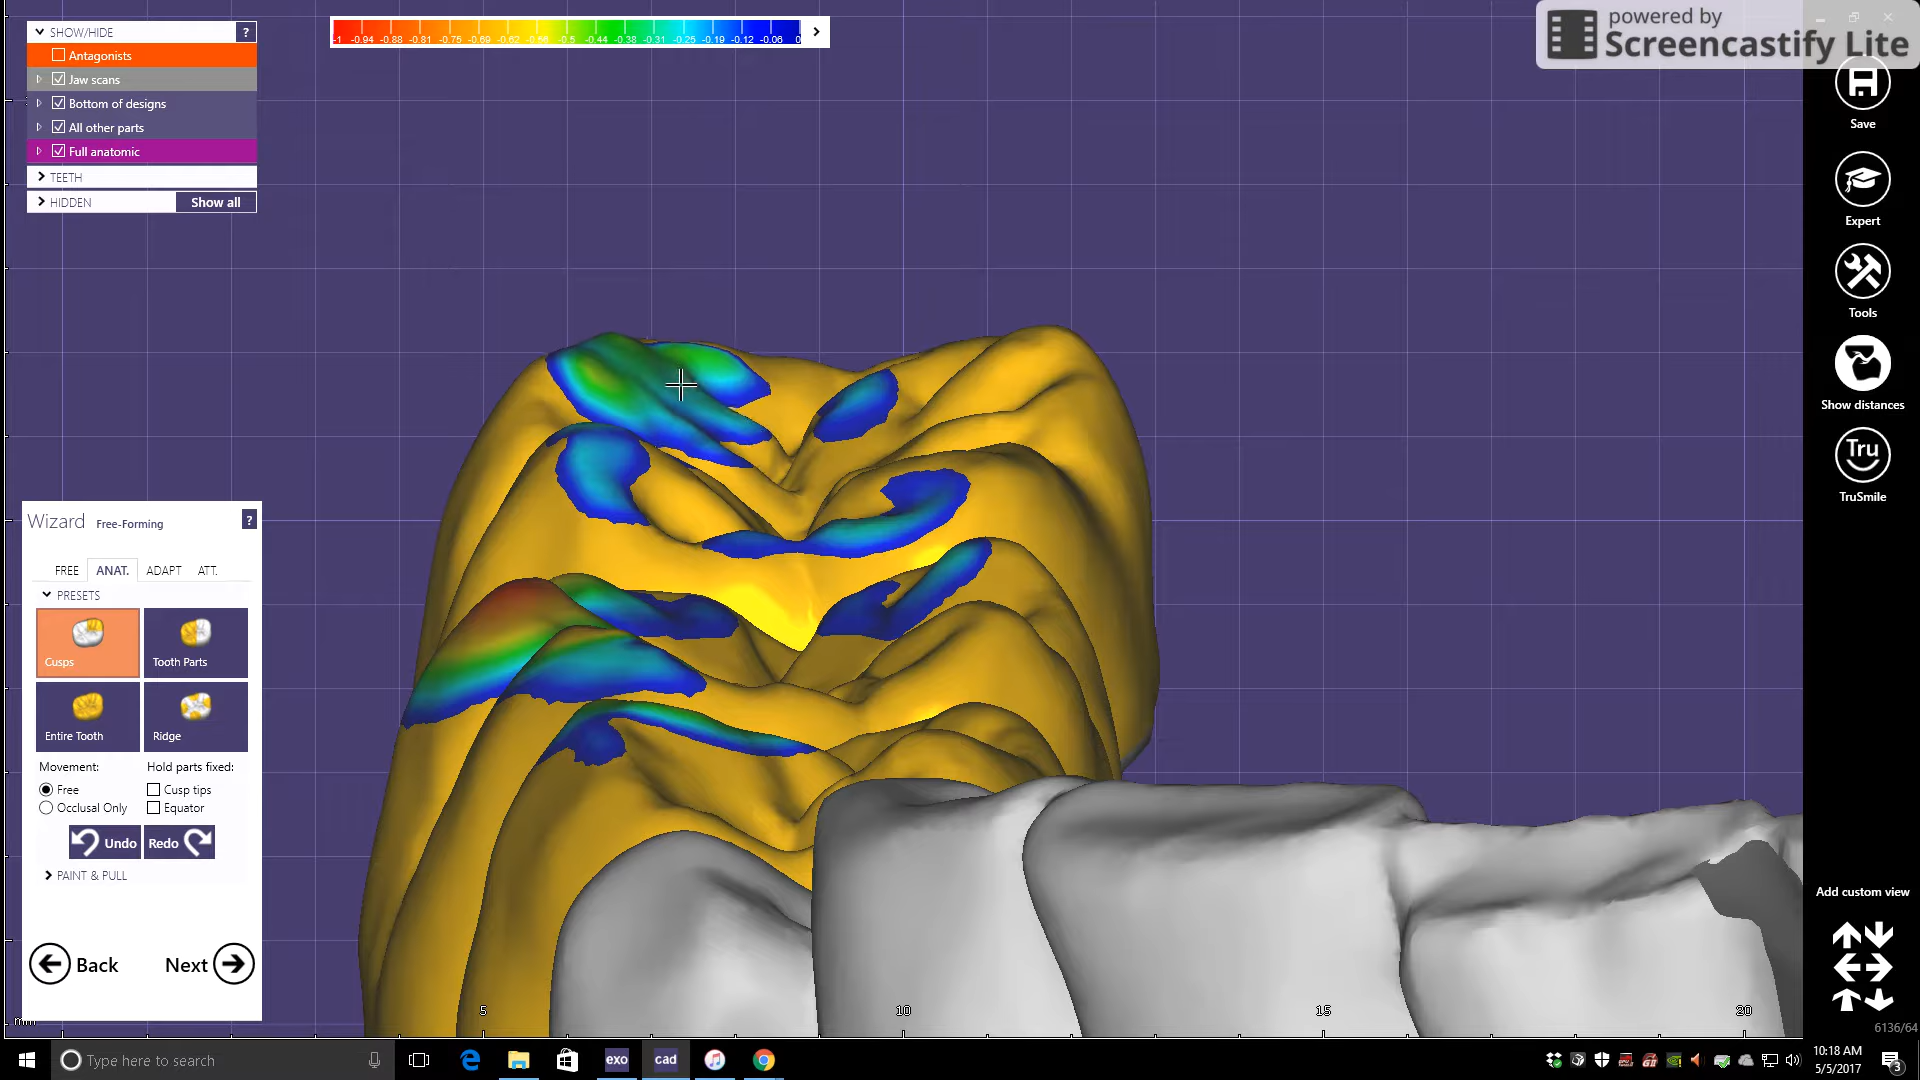 SHOW/HIDE ?
Antagonists
Jaw scans
Bottom of designs
All other parts
Full anatomic
TEETH
HIDDEN Show all
-1 -0.94 -0.88 -0.81 -0.75 -0.69 -0.62 -0.56 -0.5 -0.44 -0.38 -0.31 -0.25 -0.19 -0.12 -0.06 0
powered by
Screencastify Lite
Save
Expert
Tools
Show distances
Tru
TruSmile
Wizard Free-Forming ?
FREE ANAT. ADAPT ATT.
PRESETS
Cusps Tooth Parts
Entire Tooth Ridge
Movement: Hold parts fixed:
Free Cusp tips
Occlusal Only Equator
Undo Redo
PAINT & PULL
Back Next
Add custom view
mm 5 10 15 20
6136/64
Type here to search
exo cad
10:18 AM
5/5/2017
3